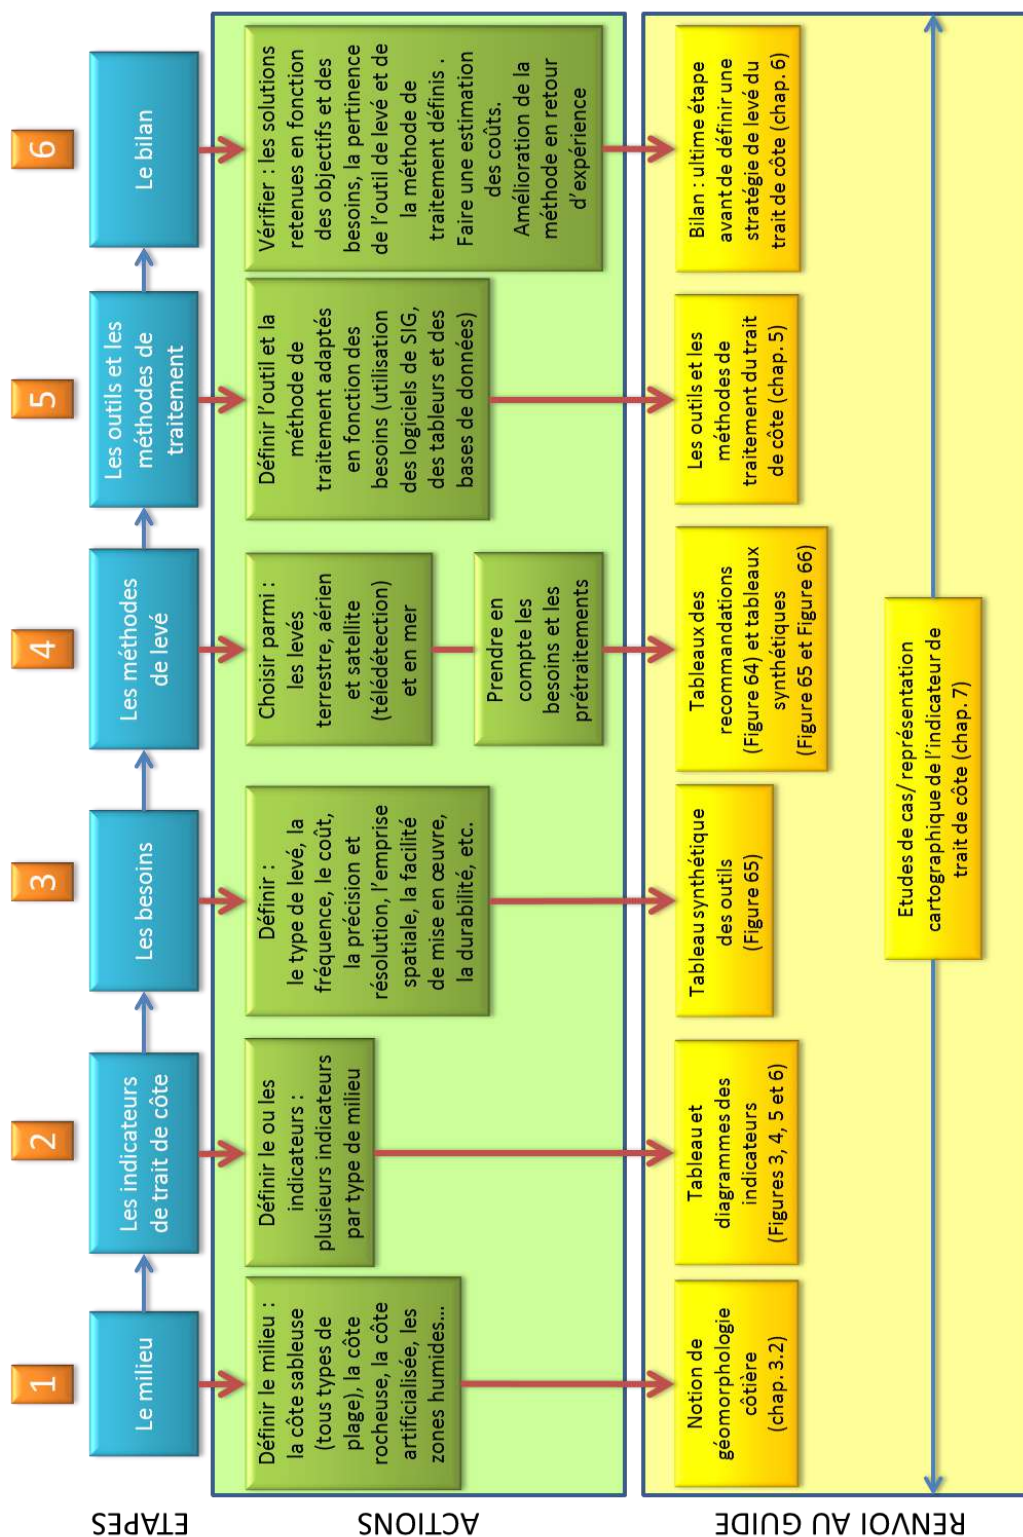 1
2
3
4
5
6
ETAPES
Le milieu
Les indicateurs
de trait de côte
Les besoins
Les méthodes
de levé
Les outils et les
méthodes de
traitement
Le bilan
ACTIONS
Définir le milieu :
la côte sableuse
(tous types de
plage), la côte
rocheuse, la côte
artificialisée, les
zones humides...
Définir le ou les
indicateurs :
plusieurs indicateurs
par type de milieu
Définir :
le type de levé, la
fréquence, le coût,
la précision et
résolution, l'emprise
spatiale, la facilité
de mise en œuvre,
la durabilité, etc.
Choisir parmi :
les levés
terrestre, aérien
et satellite
(télédétection)
et en mer
Prendre en
compte les
besoins et les
prétraitements
Définir l'outil et la
méthode de
traitement adaptés
en fonction des
besoins (utilisation
des logiciels de SIG,
des tableurs et des
bases de données)
Vérifier : les solutions
retenues en fonction
des objectifs et des
besoins, la pertinence
de l'outil de levé et de
la méthode de
traitement définis .
Faire une estimation
des coûts.
Amélioration de la
méthode en retour
d'expérience
RENVOI AU GUIDE
Notion de
géomorphologie
côtière
(chap. 3.2)
Tableau et
diagrammes des
indicateurs
(Figures 3, 4, 5 et 6)
Tableau synthétique
des outils
(Figure 65)
Tableaux des
recommandations
(Figure 64) et tableaux
synthétiques
(Figure 65 et Figure 66)
Les outils et les
méthodes de
traitement du trait
de côte (chap. 5)
Bilan : ultime étape
avant de définir une
stratégie de levé du
trait de côte (chap. 6)
Etudes de cas/ représentation
cartographique de l'indicateur de
trait de côte (chap. 7)